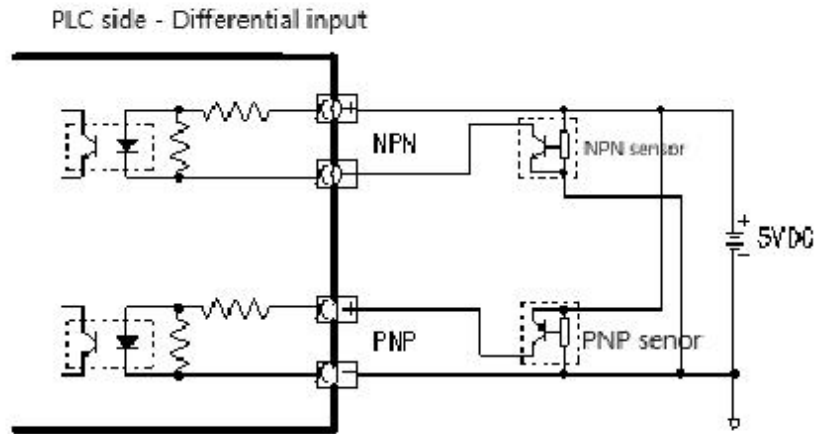 PLC side - Differential input
+
NPN
NPN sensor
-
+
5VDC
-
+
PNP
PNP senor
-